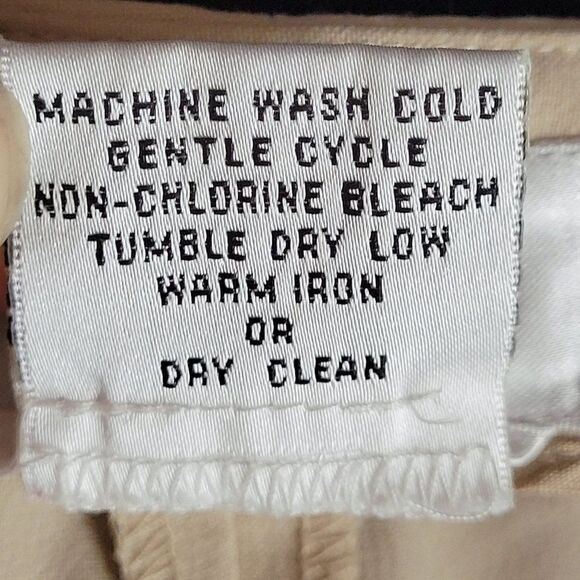 MACHINE WASH COLD
GENTLE CYCLE
NON-CHLORINE BLEACH
TUMBLE DRY LOW
WARM IRON
OR
DRY CLEAN